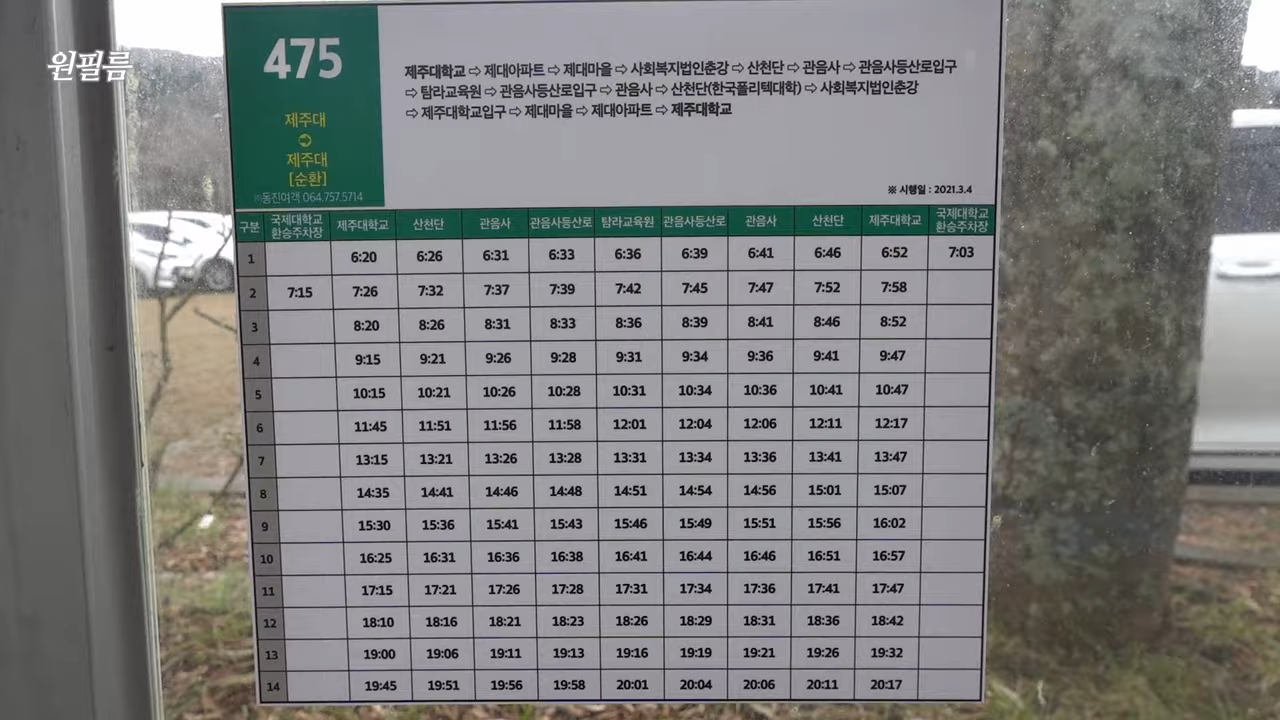 원필름
475
제주대
➲
제주대
[순환]
동진여객 064.757.5714
제주대학교 ⇨ 제대아파트 ⇨ 제대마을 ⇨ 사회복지법인춘강 ⇨ 산천단 ⇨ 관음사 ⇨ 관음사등산로입구
⇨ 탐라교육원 ⇨ 관음사등산로입구 ⇨ 관음사 ⇨ 산천단(한국폴리텍대학) ⇨ 사회복지법인춘강
⇨ 제주대학교입구 ⇨ 제대마을 ⇨ 제대아파트 ⇨ 제주대학교
※ 시행일 : 2021.3.4
구분 국제대학교 환승주차장 제주대학교 산천단 관음사 관음사등산로 탐라교육원 관음사등산로 관음사 산천단 제주대학교 국제대학교 환승주차장
1 6:20 6:26 6:31 6:33 6:36 6:39 6:41 6:46 6:52 7:03
2 7:15 7:26 7:32 7:37 7:39 7:42 7:45 7:47 7:52 7:58
3 8:20 8:26 8:31 8:33 8:36 8:39 8:41 8:46 8:52
4 9:15 9:21 9:26 9:28 9:31 9:34 9:36 9:41 9:47
5 10:15 10:21 10:26 10:28 10:31 10:34 10:36 10:41 10:47
6 11:45 11:51 11:56 11:58 12:01 12:04 12:06 12:11 12:17
7 13:15 13:21 13:26 13:28 13:31 13:34 13:36 13:41 13:47
8 14:35 14:41 14:46 14:48 14:51 14:54 14:56 15:01 15:07
9 15:30 15:36 15:41 15:43 15:46 15:49 15:51 15:56 16:02
10 16:25 16:31 16:36 16:38 16:41 16:44 16:46 16:51 16:57
11 17:15 17:21 17:26 17:28 17:31 17:34 17:36 17:41 17:47
12 18:10 18:16 18:21 18:23 18:26 18:29 18:31 18:36 18:42
13 19:00 19:06 19:11 19:13 19:16 19:19 19:21 19:26 19:32
14 19:45 19:51 19:56 19:58 20:01 20:04 20:06 20:11 20:17